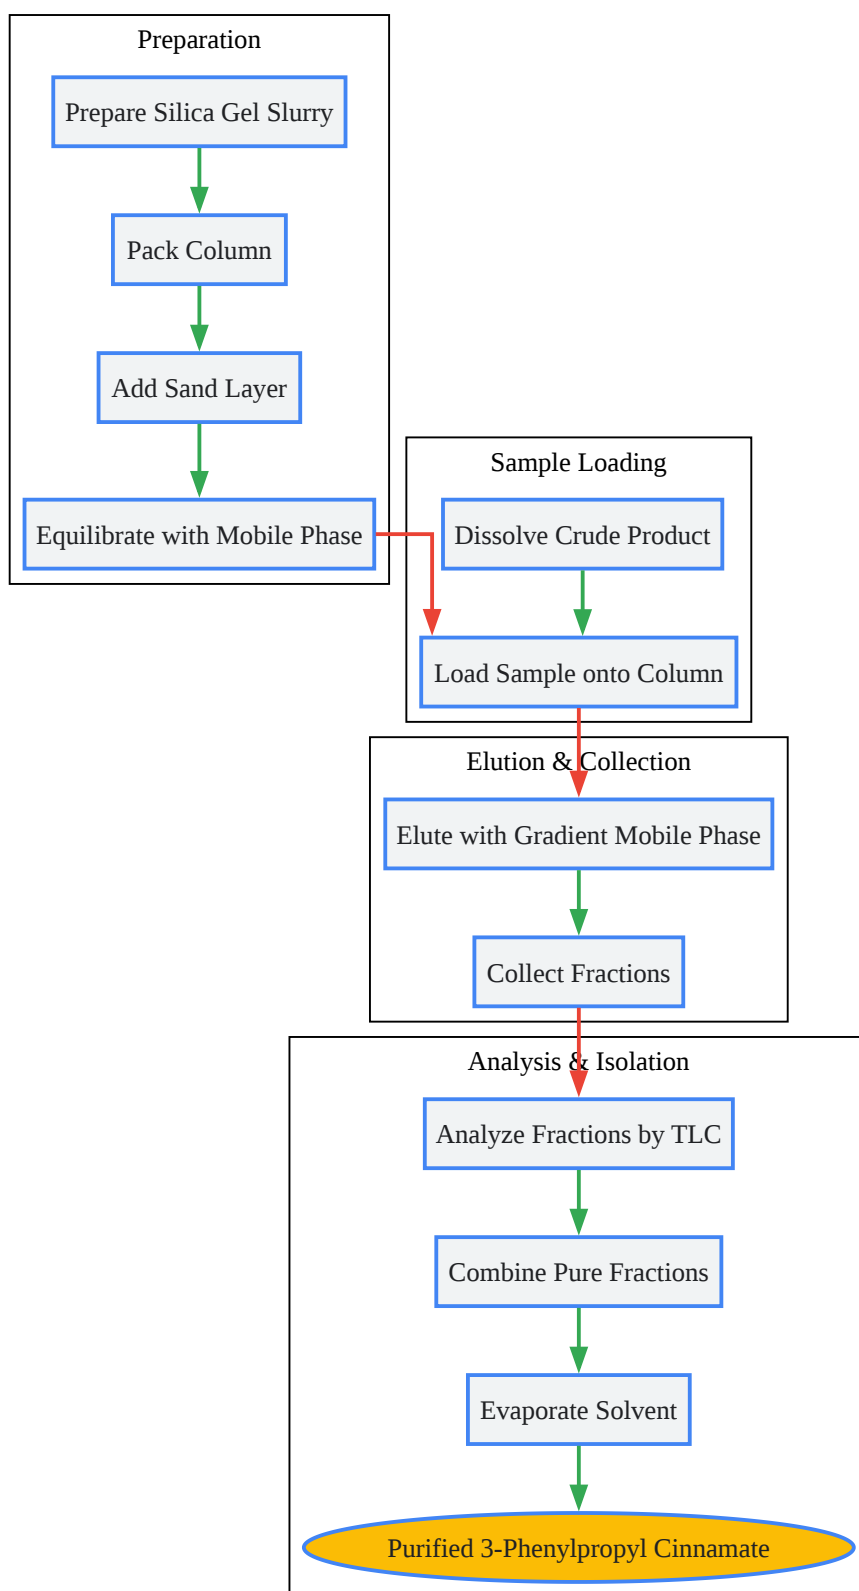 Preparation
Prepare Silica Gel Slurry
Pack Column
Add Sand Layer
Equilibrate with Mobile Phase
Sample Loading
Dissolve Crude Product
Load Sample onto Column
Elution & Collection
Elute with Gradient Mobile Phase
Collect Fractions
Analysis & Isolation
Analyze Fractions by TLC
Combine Pure Fractions
Evaporate Solvent
Purified 3-Phenylpropyl Cinnamate